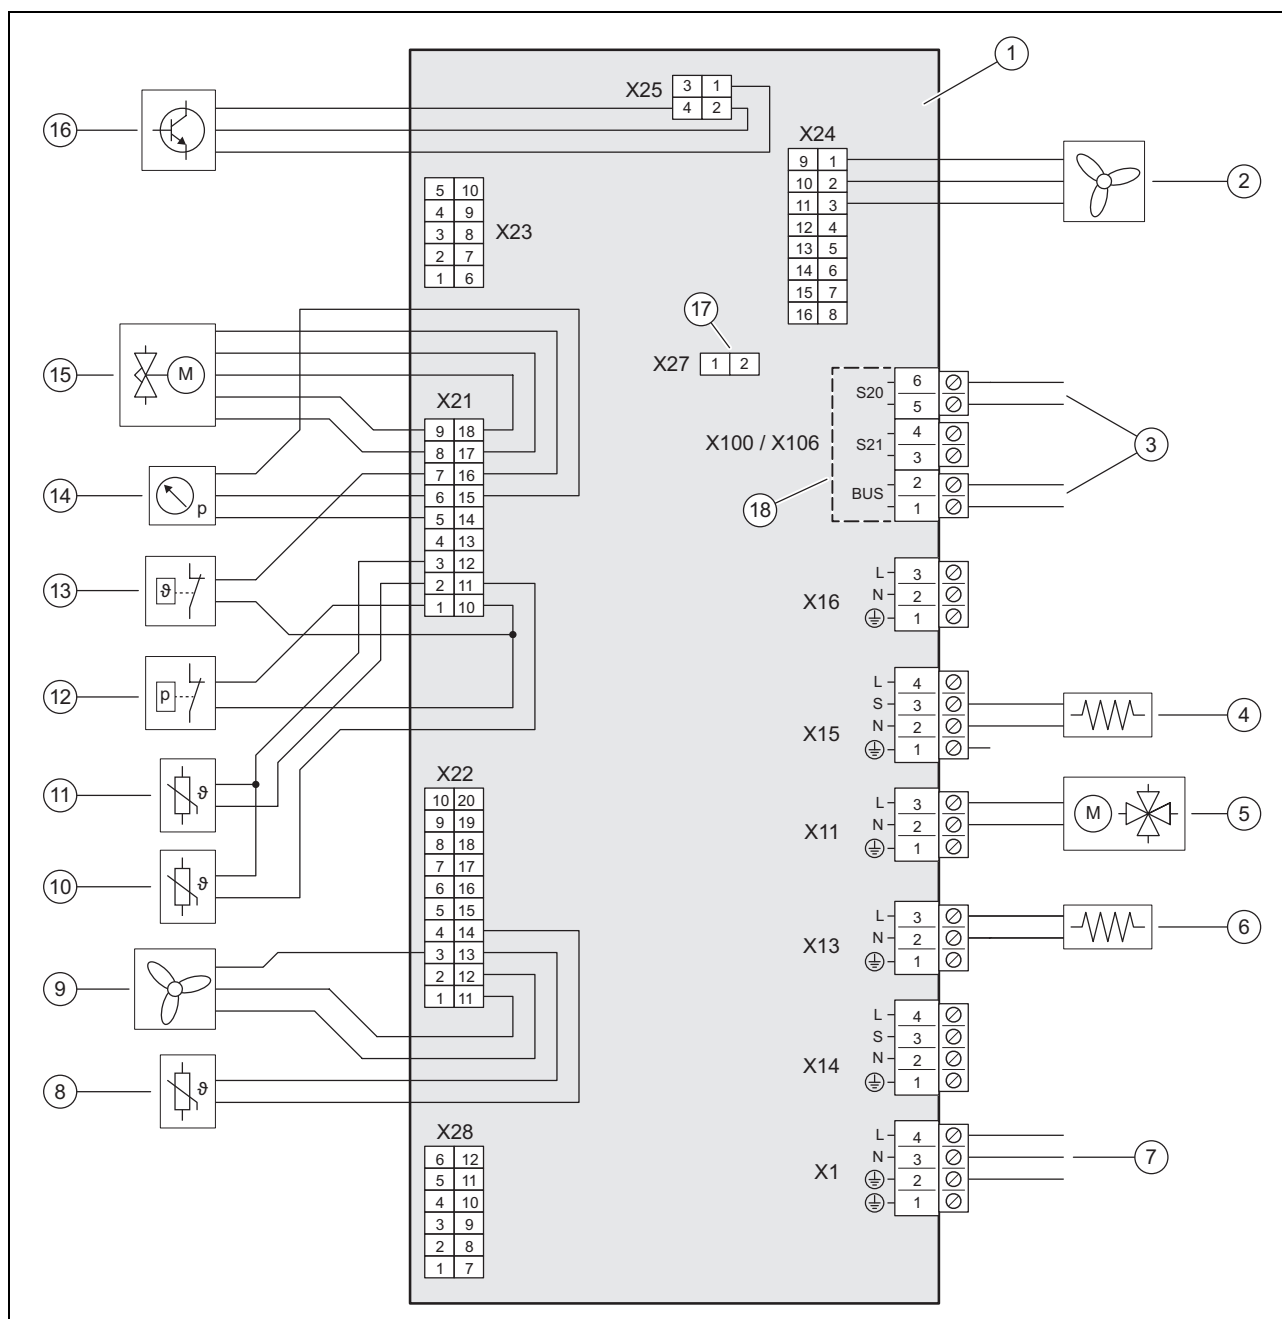 1
X25
3 1
4 2
16
X24
9 1
10 2
11 3
12 4
13 5
14 6
15 7
16 8
2
5 10
4 9
3 8
2 7
1 6
X23
17
X27
1 2
15
M
X21
9 18
8 17
7 16
6 15
5 14
4 13
3 12
2 11
1 10
X100 / X106
S20
6
5
S21
4
3
BUS
2
1
3
18
14
p
13
ϑ
X16
L 3
N 2
1
12
p
X15
L 4
S 3
N 2
1
4
11
ϑ
X22
10 20
9 19
8 18
7 17
6 16
5 15
4 14
3 13
2 12
1 11
X11
L 3
N 2
1
M
5
10
ϑ
X13
L 3
N 2
1
6
9
X14
L 4
S 3
N 2
1
8
ϑ
X28
6 12
5 11
4 10
3 9
2 8
1 7
X1
L 4
N 3
2
1
7